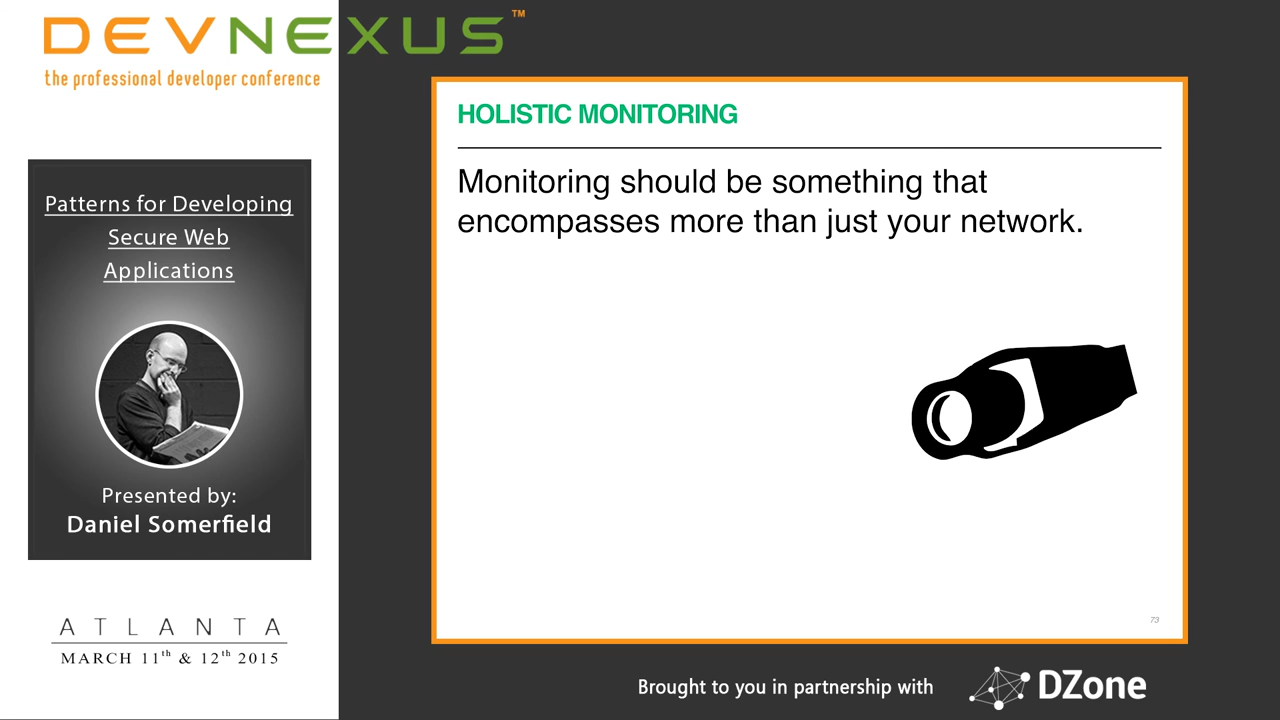 DEVNEXUS™
the professional developer conference
Patterns for Developing
Secure Web
Applications
Presented by:
Daniel Somerfield
ATLANTA
MARCH 11th & 12th 2015
HOLISTIC MONITORING
Monitoring should be something that
encompasses more than just your network.
73
Brought to you in partnership with
DZone